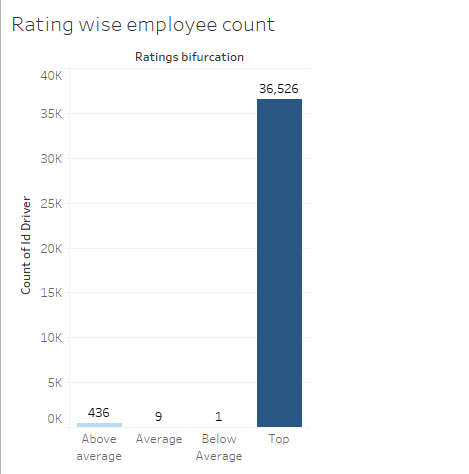 Rating wise employee count
Ratings bifurcation
40K
35K
30K
25K
20K
15K
10K
5K
0K
Count of Id Driver
36,526
436
9
1
Above average
Average
Below Average
Top